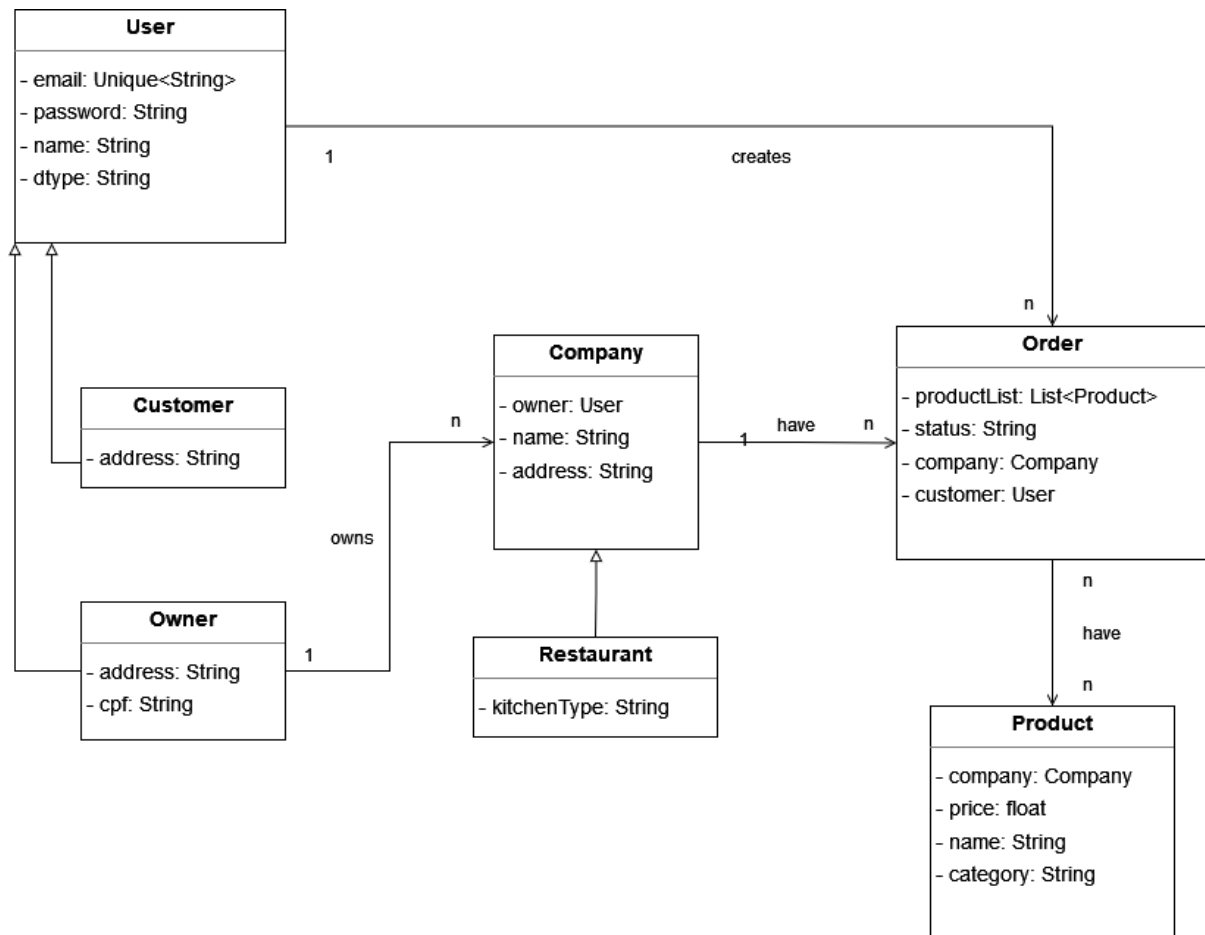 User
- email: Unique<String>
- password: String
- name: String
- dtype: String
1
creates
n
Customer
- address: String
Owner
- address: String
- cpf: String
1
owns
n
Company
- owner: User
- name: String
- address: String
Restaurant
- kitchenType: String
1
have
n
Order
- productList: List<Product>
- status: String
- company: Company
- customer: User
n
have
n
Product
- company: Company
- price: float
- name: String
- category: String